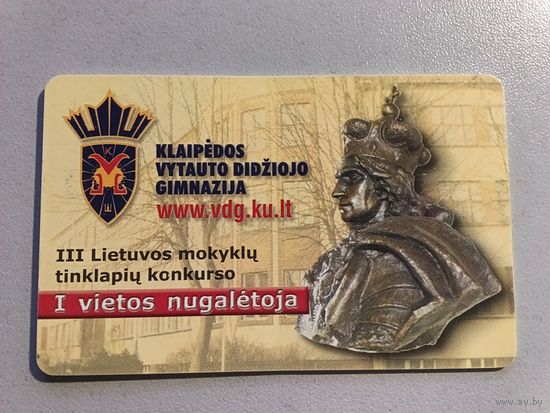 KLAIPĖDOS
VYTAUTO DIDŽIOJO
GIMNAZIJA
www.vdg.ku.lt
III Lietuvos mokyklų
tinklapių konkurso
I vietos nugalėtoja
www.ay.by